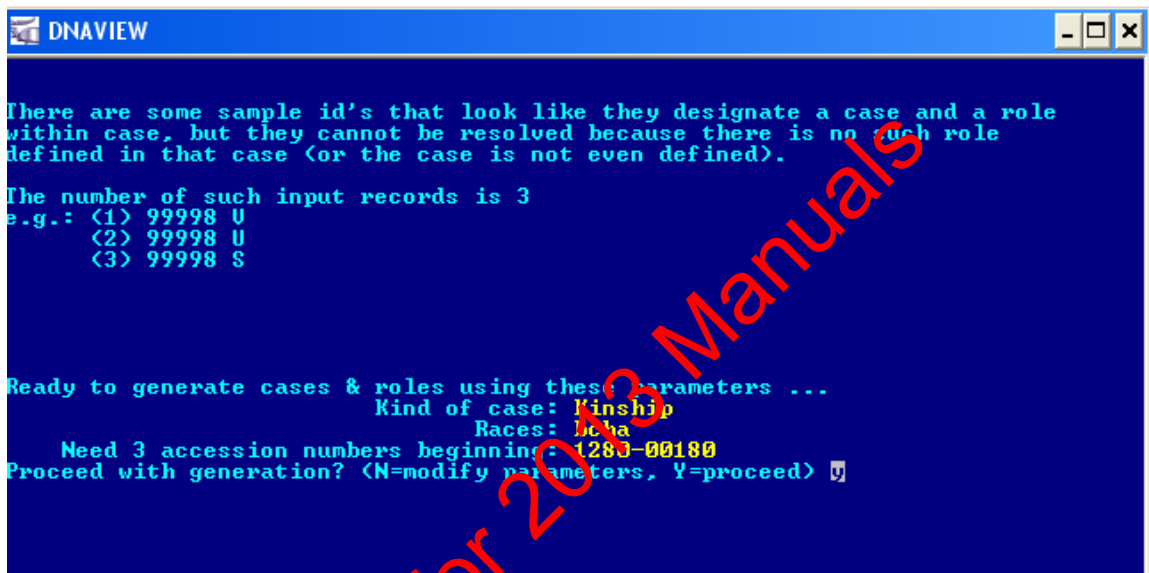 DNAVIEW
There are some sample id's that look like they designate a case and a role
within case, but they cannot be resolved because there is no such role
defined in that case (or the case is not even defined).
The number of such input records is 3
e.g.: (1) 99998 V
(2) 99998 U
(3) 99998 S
Ready to generate cases & roles using these parameters ...
Kind of case: Kinship
Races:
Need 3 accession numbers beginning: 1280-00180
Proceed with generation? (N=modify parameters, Y=proceed) y
for 2013 Manuals